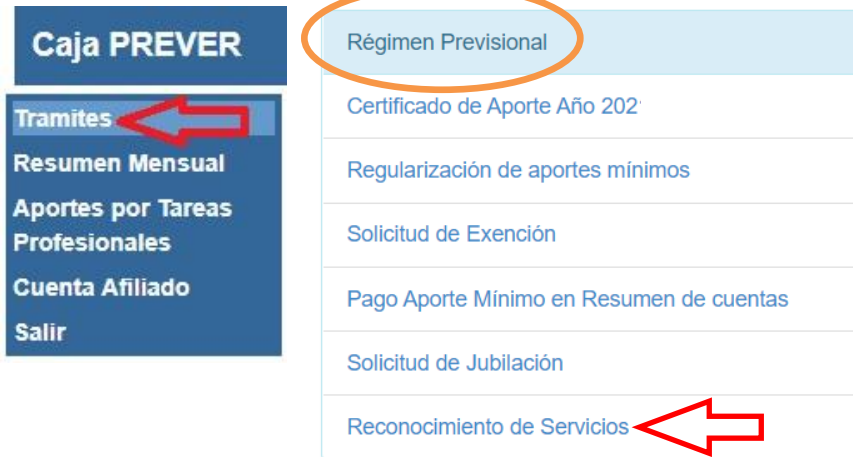 Caja PREVER
Tramites
Resumen Mensual
Aportes por Tareas
Profesionales
Cuenta Afiliado
Salir
Régimen Previsional
Certificado de Aporte Año 202
Regularización de aportes mínimos
Solicitud de Exención
Pago Aporte Mínimo en Resumen de cuentas
Solicitud de Jubilación
Reconocimiento de Servicios